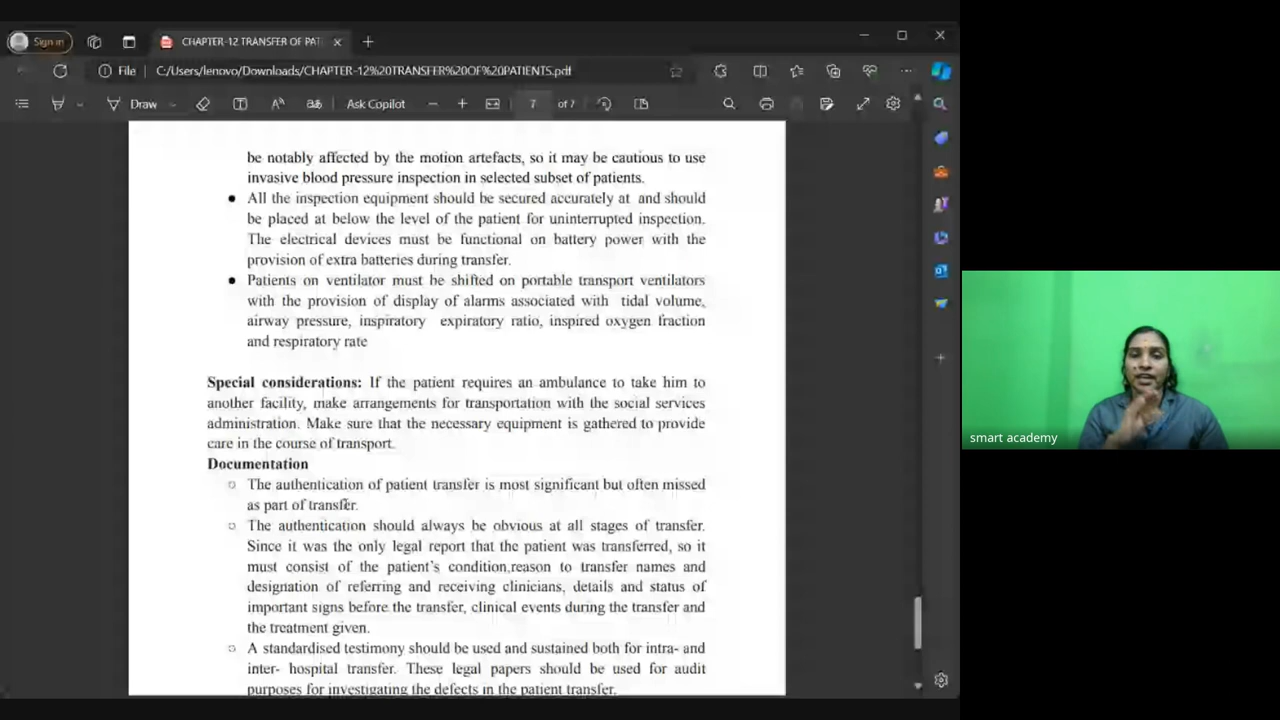 Sign in
CHAPTER-12 TRANSFER OF PAT
File
C:/Users/lenovo/Downloads/CHAPTER-12%20TRANSFER%20OF%20PATIENTS.pdf
Draw
Ask Copilot
7
of 7
be notably affected by the motion artefacts, so it may be cautious to use
invasive blood pressure inspection in selected subset of patients.
● All the inspection equipment should be secured accurately at and should
be placed at below the level of the patient for uninterrupted inspection.
The electrical devices must be functional on battery power with the
provision of extra batteries during transfer.
● Patients on ventilator must be shifted on portable transport ventilators
with the provision of display of alarms associated with tidal volume,
airway pressure, inspiratory expiratory ratio, inspired oxygen fraction
and respiratory rate
Special considerations: If the patient requires an ambulance to take him to
another facility, make arrangements for transportation with the social services
administration. Make sure that the necessary equipment is gathered to provide
care in the course of transport.
Documentation
○ The authentication of patient transfer is most significant but often missed
as part of transfer.
○ The authentication should always be obvious at all stages of transfer.
Since it was the only legal report that the patient was transferred, so it
must consist of the patient's condition,reason to transfer names and
designation of referring and receiving clinicians, details and status of
important signs before the transfer, clinical events during the transfer and
the treatment given.
○ A standardised testimony should be used and sustained both for intra- and
inter- hospital transfer. These legal papers should be used for audit
purposes for investigating the defects in the patient transfer.
smart academy